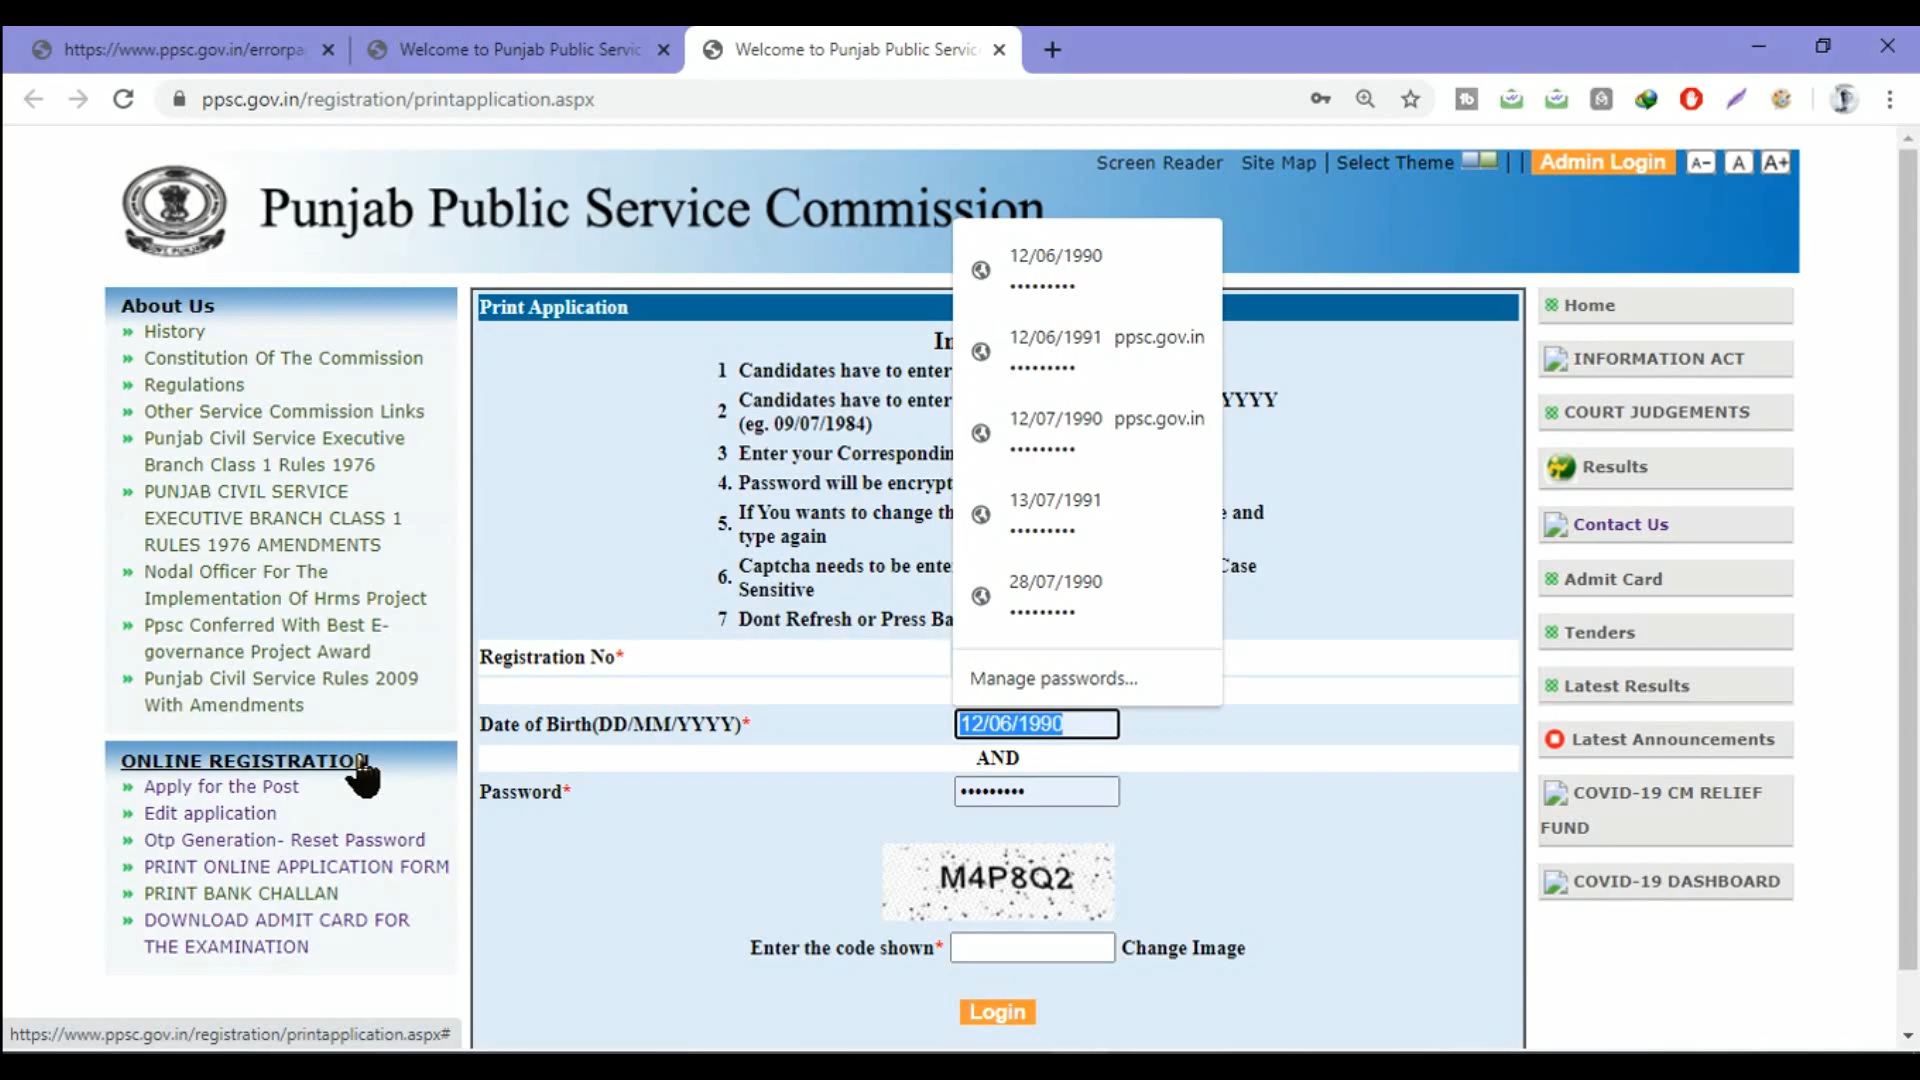 https://www.ppsc.gov.in/errorpa
Welcome to Punjab Public Servic
Welcome to Punjab Public Servic
ppsc.gov.in/registration/printapplication.aspx
Screen Reader Site Map | Select Theme | | Admin Login A- A A+
Punjab Public Service Commission
About Us
» History
» Constitution Of The Commission
» Regulations
» Other Service Commission Links
» Punjab Civil Service Executive
Branch Class 1 Rules 1976
» PUNJAB CIVIL SERVICE
EXECUTIVE BRANCH CLASS 1
RULES 1976 AMENDMENTS
» Nodal Officer For The
Implementation Of Hrms Project
» Ppsc Conferred With Best E-
governance Project Award
» Punjab Civil Service Rules 2009
With Amendments
ONLINE REGISTRATION
» Apply for the Post
» Edit application
» Otp Generation- Reset Password
» PRINT ONLINE APPLICATION FORM
» PRINT BANK CHALLAN
» DOWNLOAD ADMIT CARD FOR
THE EXAMINATION
https://www.ppsc.gov.in/registration/printapplication.aspx#
Print Application
1 Candidates have to enter
2 Candidates have to enter YYYY
(eg. 09/07/1984)
3 Enter your Correspondin
4. Password will be encrypt
5. If You wants to change th e and
type again
6. Captcha needs to be ente Case
Sensitive
7 Dont Refresh or Press Ba
12/06/1990
•••••••••
12/06/1991 ppsc.gov.in
•••••••••
12/07/1990 ppsc.gov.in
•••••••••
13/07/1991
•••••••••
28/07/1990
•••••••••
Manage passwords...
Registration No*
Date of Birth(DD/MM/YYYY)* 12/06/1990
AND
Password* •••••••••
M4P8Q2
Enter the code shown* Change Image
Login
Home
INFORMATION ACT
COURT JUDGEMENTS
Results
Contact Us
Admit Card
Tenders
Latest Results
Latest Announcements
COVID-19 CM RELIEF
FUND
COVID-19 DASHBOARD